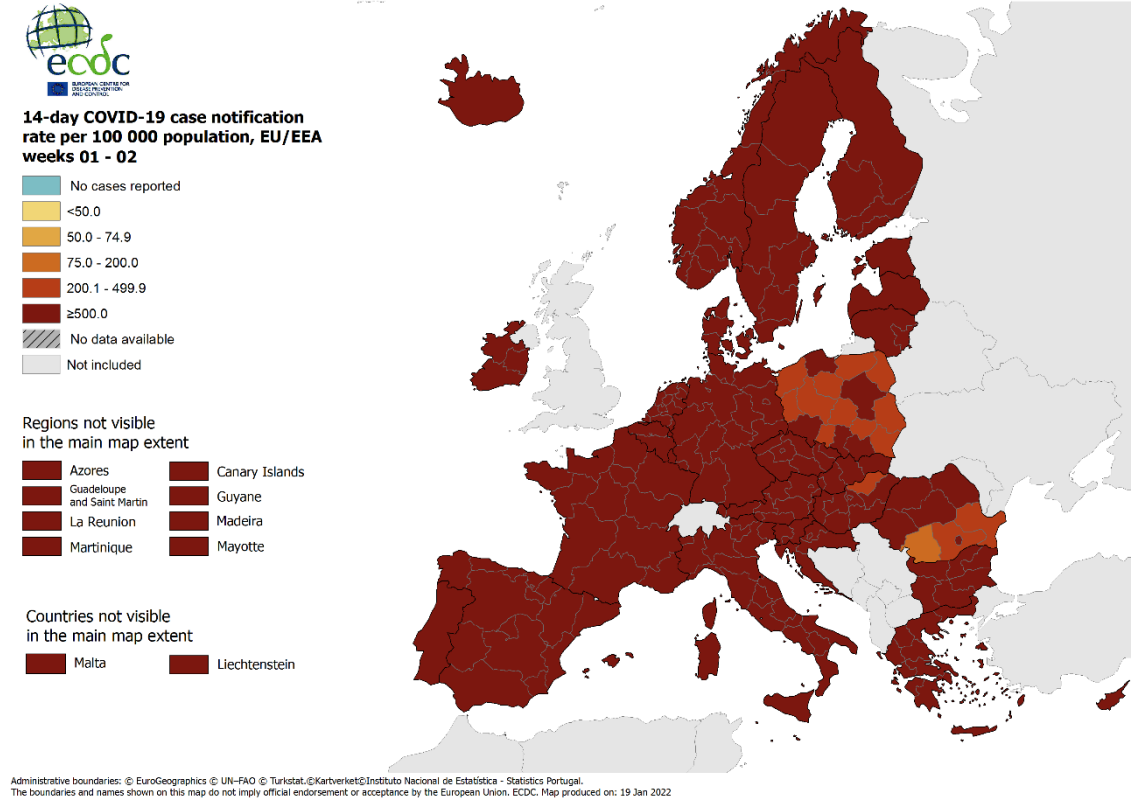 ecdc
EUROPEAN CENTRE FOR
DISEASE PREVENTION
AND CONTROL
14-day COVID-19 case notification
rate per 100 000 population, EU/EEA
weeks 01 - 02
No cases reported
<50.0
50.0 - 74.9
75.0 - 200.0
200.1 - 499.9
≥500.0
No data available
Not included
Regions not visible
in the main map extent
Azores
Canary Islands
Guadeloupe
and Saint Martin
Guyane
La Reunion
Madeira
Martinique
Mayotte
Countries not visible
in the main map extent
Malta
Liechtenstein
Administrative boundaries: © EuroGeographics © UN–FAO © Turkstat.©Kartverket©Instituto Nacional de Estatística - Statistics Portugal.
The boundaries and names shown on this map do not imply official endorsement or acceptance by the European Union. ECDC. Map produced on: 19 Jan 2022